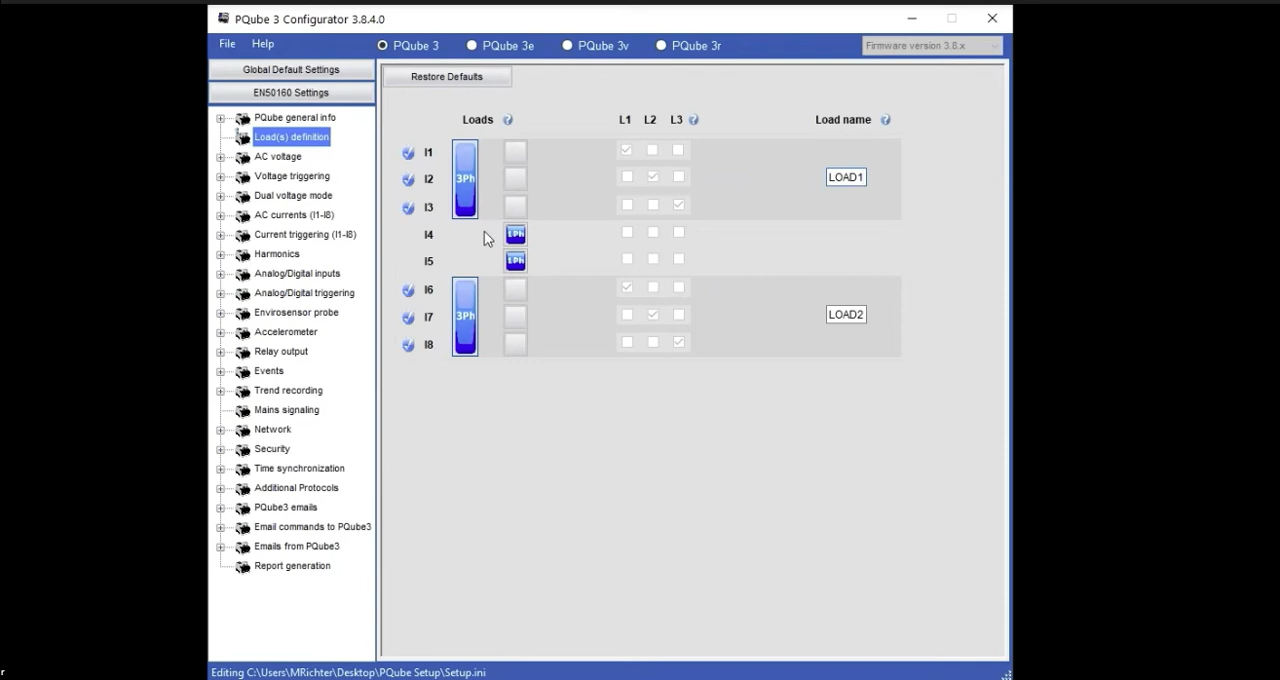 PQube 3 Configurator 3.8.4.0
File Help
PQube 3 PQube 3e PQube 3v PQube 3r
Firmware version 3.8.x
Global Default Settings
EN50160 Settings
PQube general info
Load(s) definition
AC voltage
Voltage triggering
Dual voltage mode
AC currents (I1-I8)
Current triggering (I1-I8)
Harmonics
Analog/Digital inputs
Analog/Digital triggering
Envirosensor probe
Accelerometer
Relay output
Events
Trend recording
Mains signaling
Network
Security
Time synchronization
Additional Protocols
PQube3 emails
Email commands to PQube3
Emails from PQube3
Report generation
Restore Defaults
Loads ? L1 L2 L3 ? Load name ?
I1
I2 3Ph LOAD1
I3
I4 1Ph
I5 1Ph
I6
I7 3Ph LOAD2
I8
Editing C:\Users\MRichter\Desktop\PQube Setup\Setup.ini
r